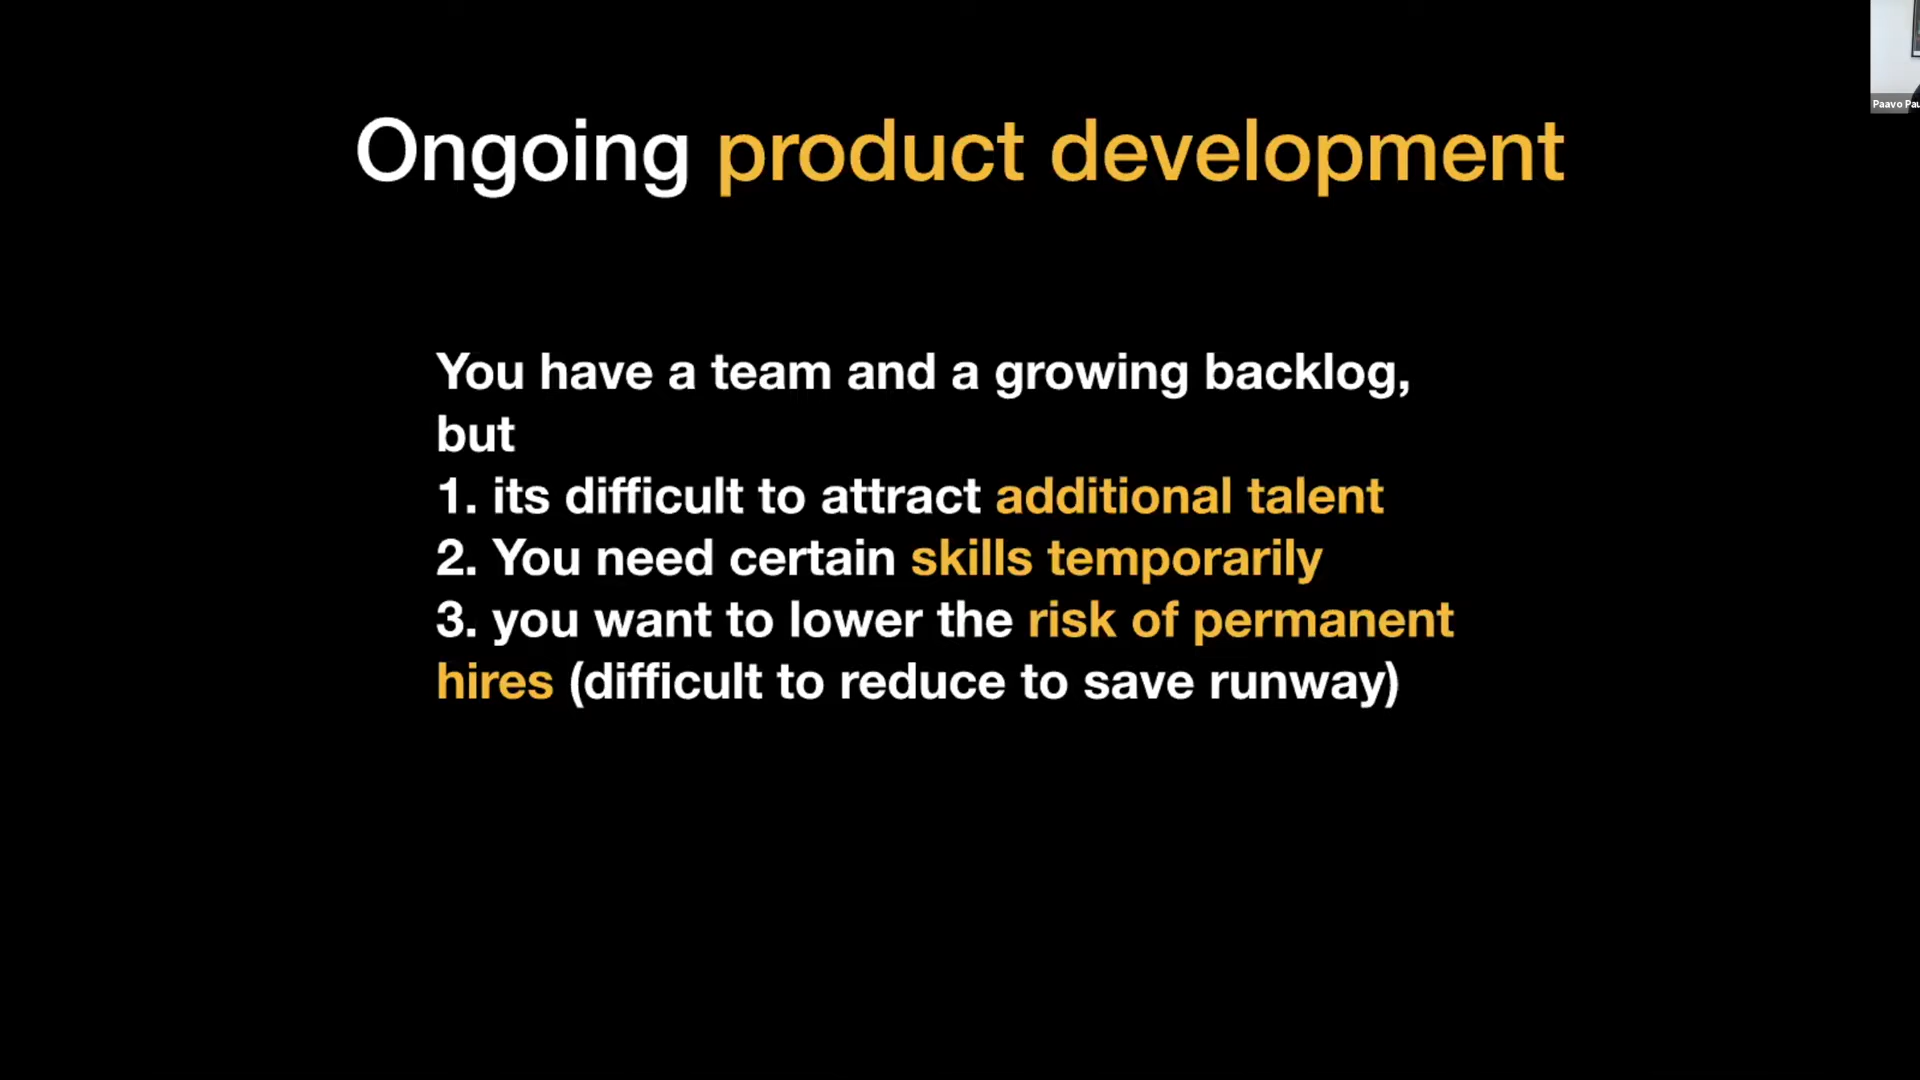 Ongoing product development
You have a team and a growing backlog,
but
1. its difficult to attract additional talent
2. You need certain skills temporarily
3. you want to lower the risk of permanent
hires (difficult to reduce to save runway)
Paavo